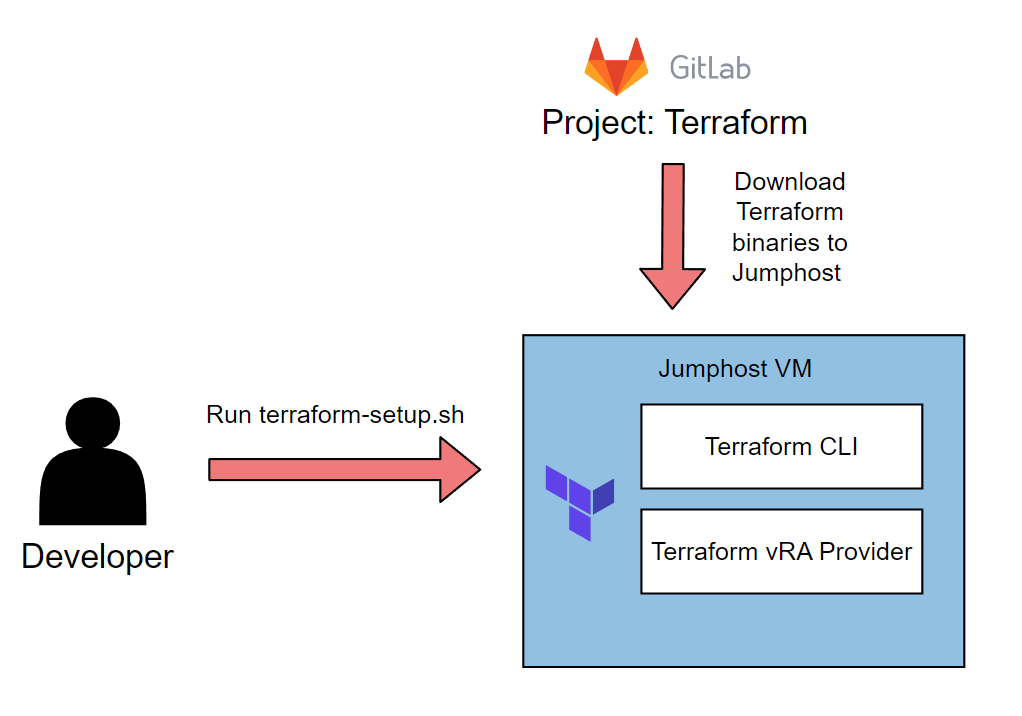 GitLab
Project: Terraform
Download
Terraform
binaries to
Jumphost
Jumphost VM
Run terraform-setup.sh
Terraform CLI
Terraform vRA Provider
Developer